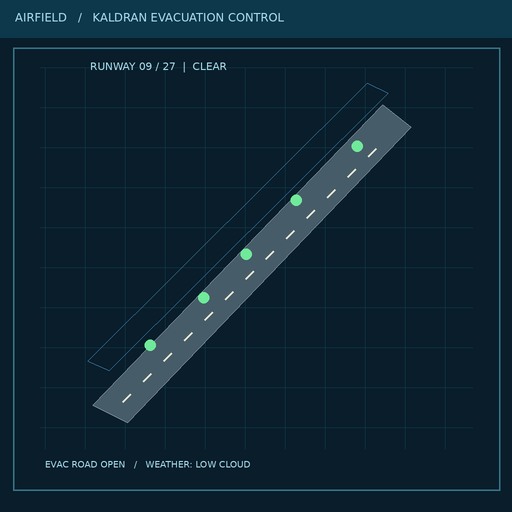 AIRFIELD / KALDRAN EVACUATION CONTROL
RUNWAY 09 / 27 | CLEAR
EVAC ROAD OPEN / WEATHER: LOW CLOUD